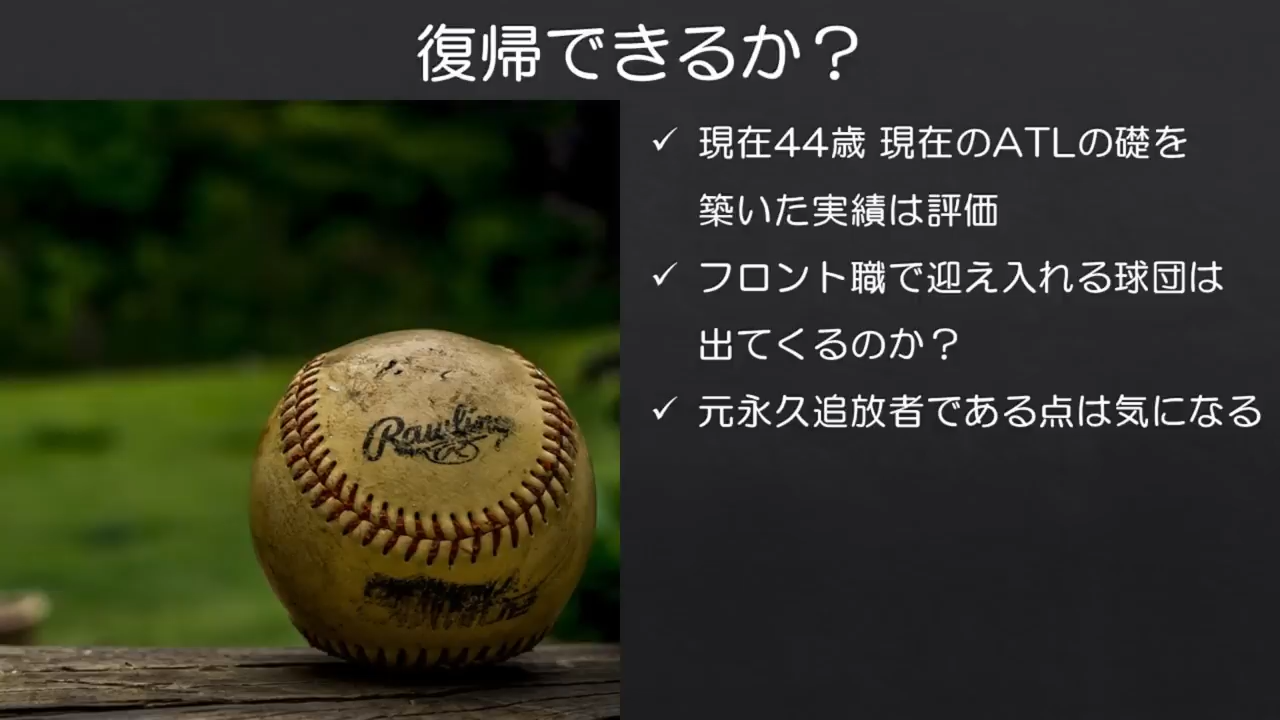 復帰できるか？
✓ 現在44歳 現在のATLの礎を
築いた実績は評価
✓ フロント職で迎え入れる球団は
出てくるのか？
✓ 元永久追放者である点は気になる
Rawlings